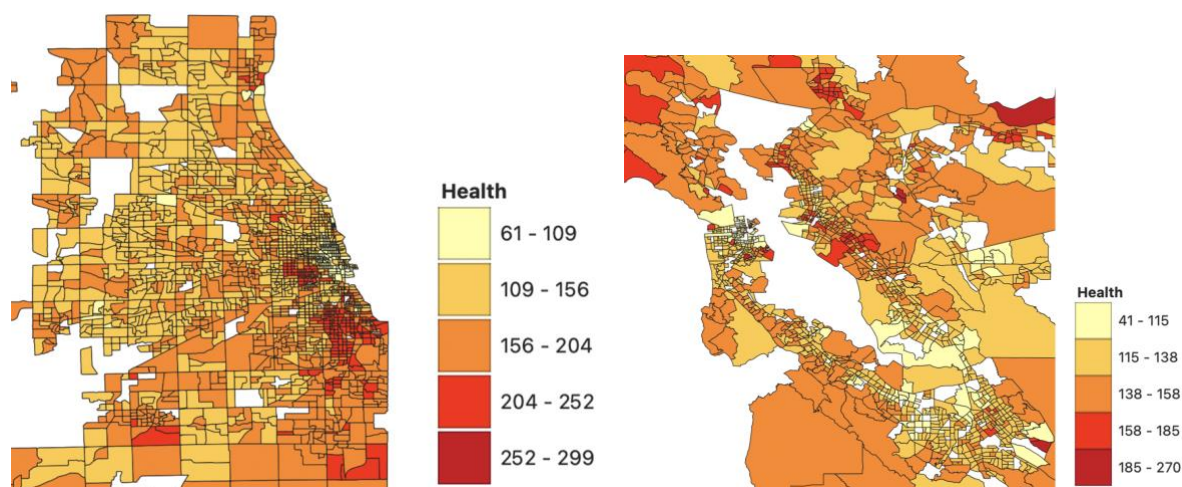 Health
61 - 109
109 - 156
156 - 204
204 - 252
252 - 299
Health
41 - 115
115 - 138
138 - 158
158 - 185
185 - 270